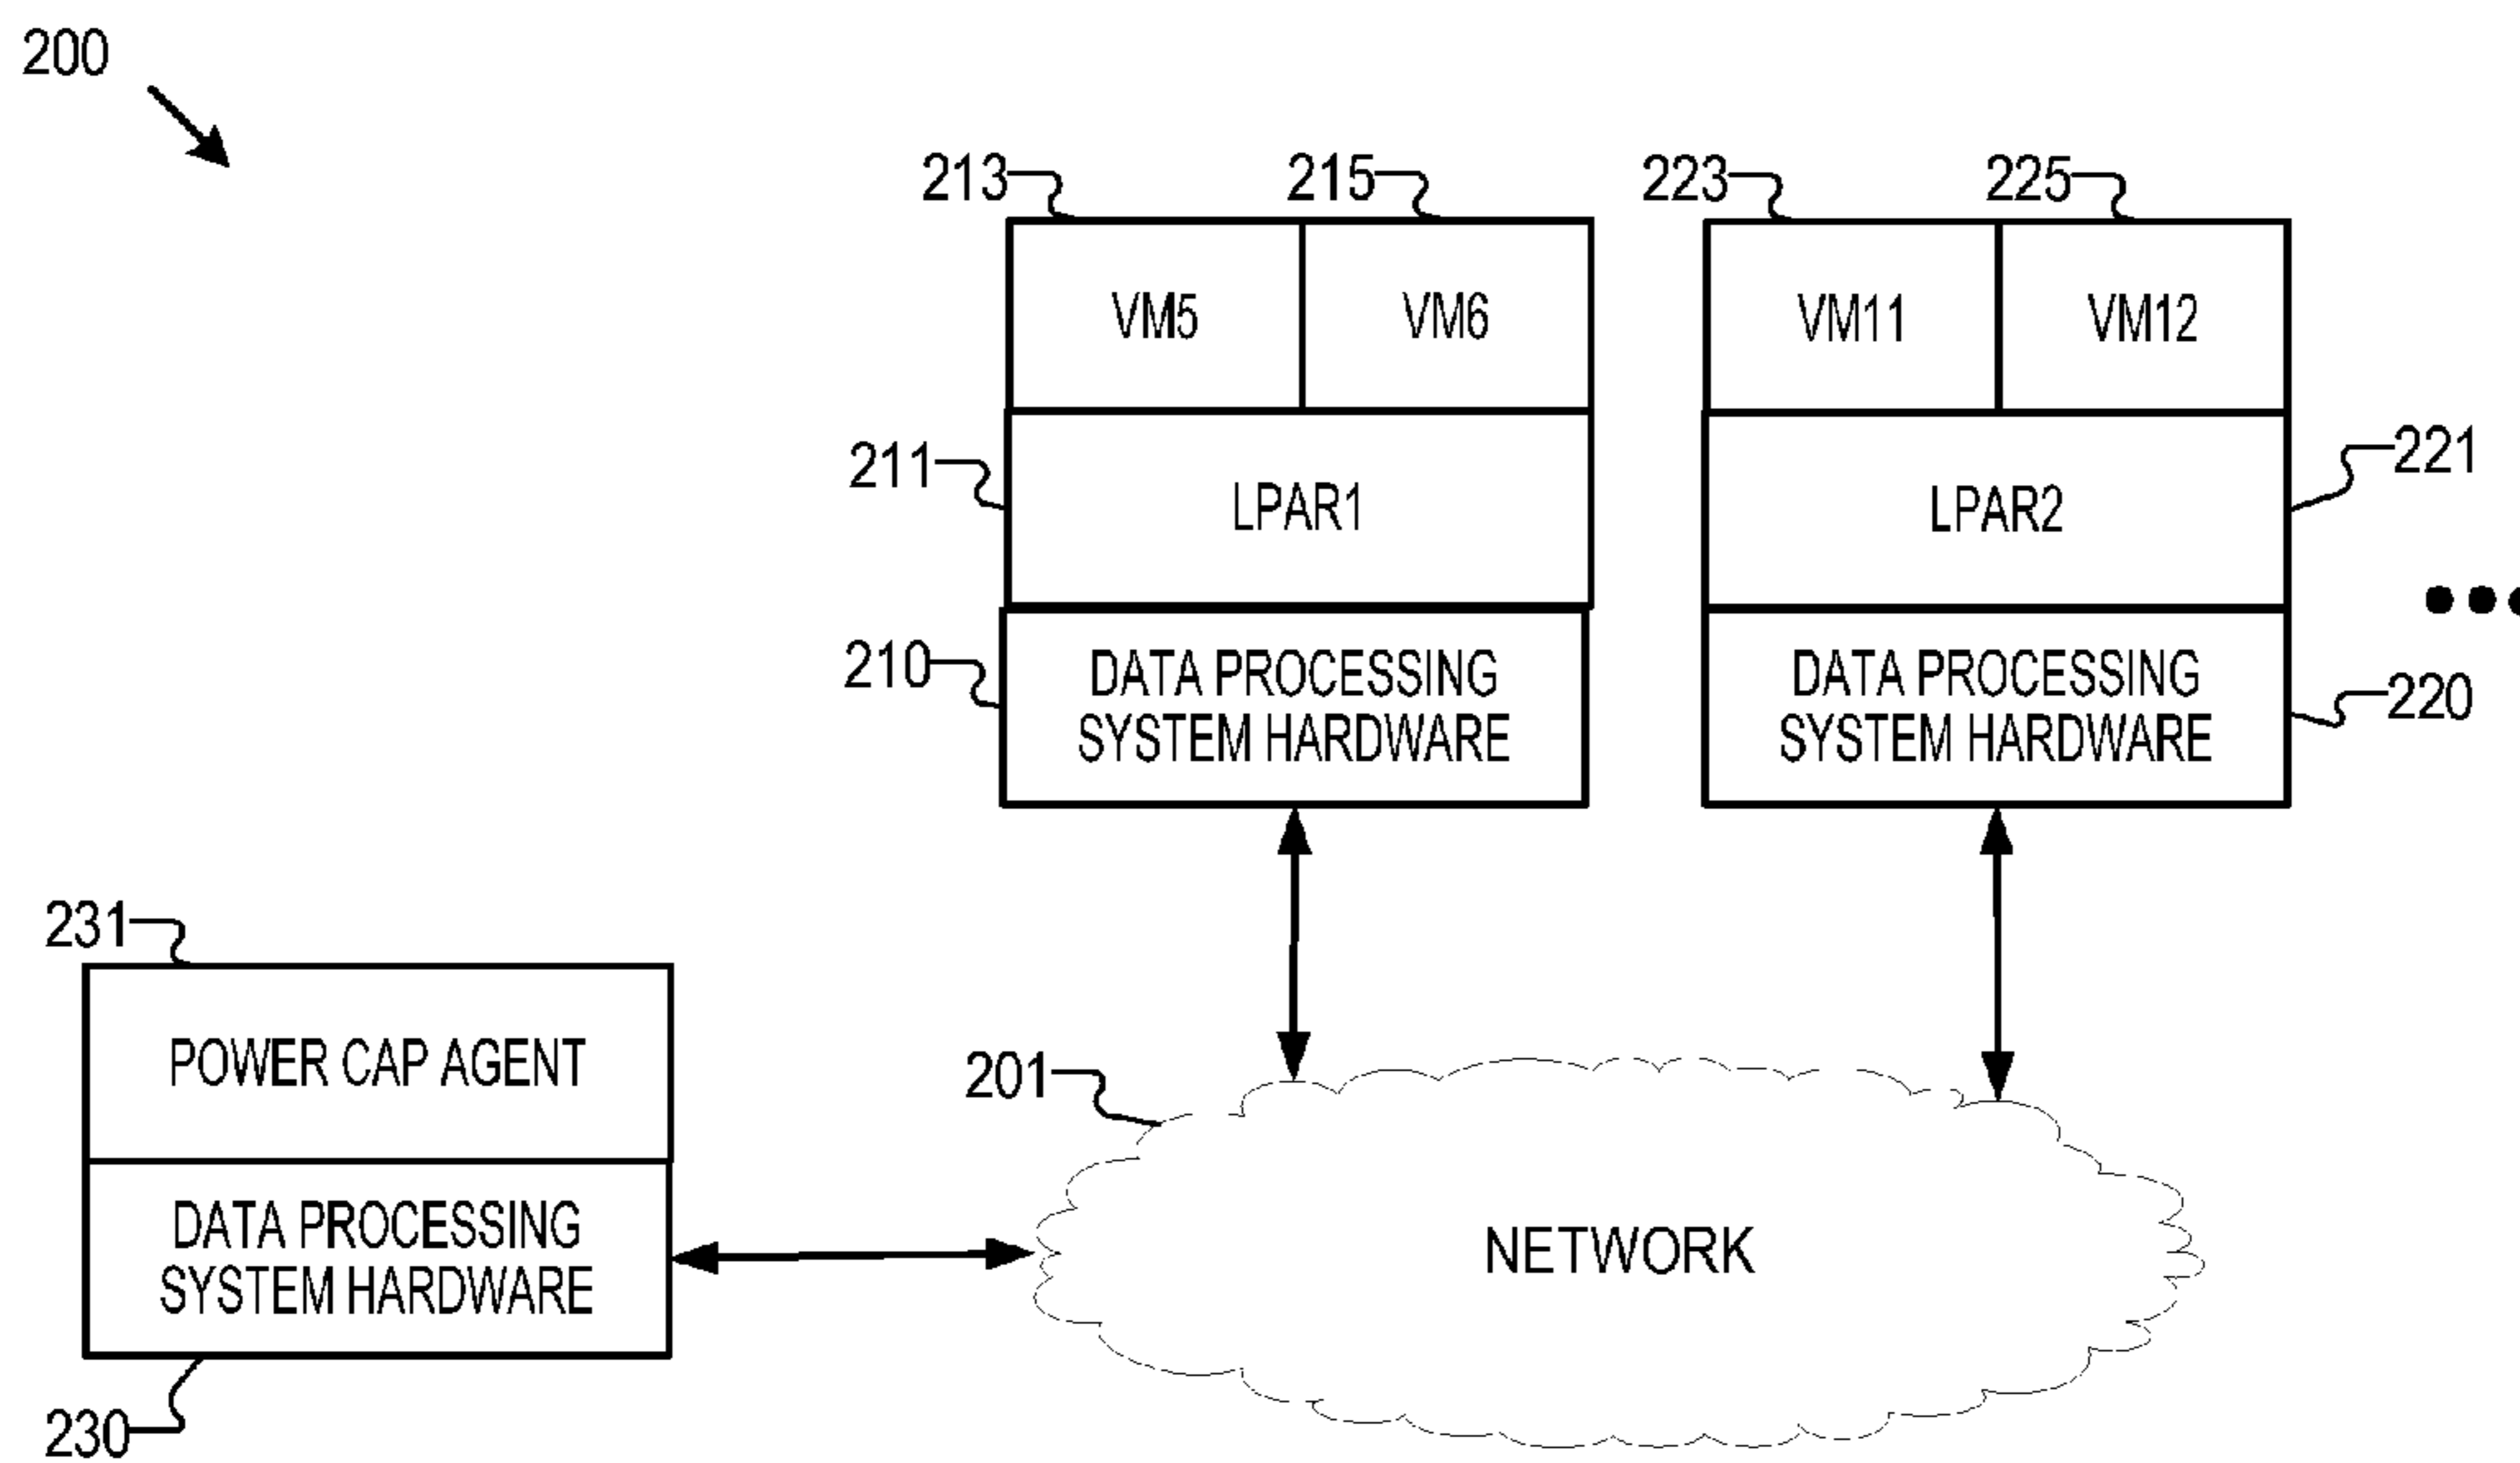 200
213
215
223
225
VM5
VM6
VM11
VM12
211
LPAR1
LPAR2
221
210
DATA PROCESSING
SYSTEM HARDWARE
DATA PROCESSING
SYSTEM HARDWARE
220
231
POWER CAP AGENT
DATA PROCESSING
SYSTEM HARDWARE
230
201
NETWORK